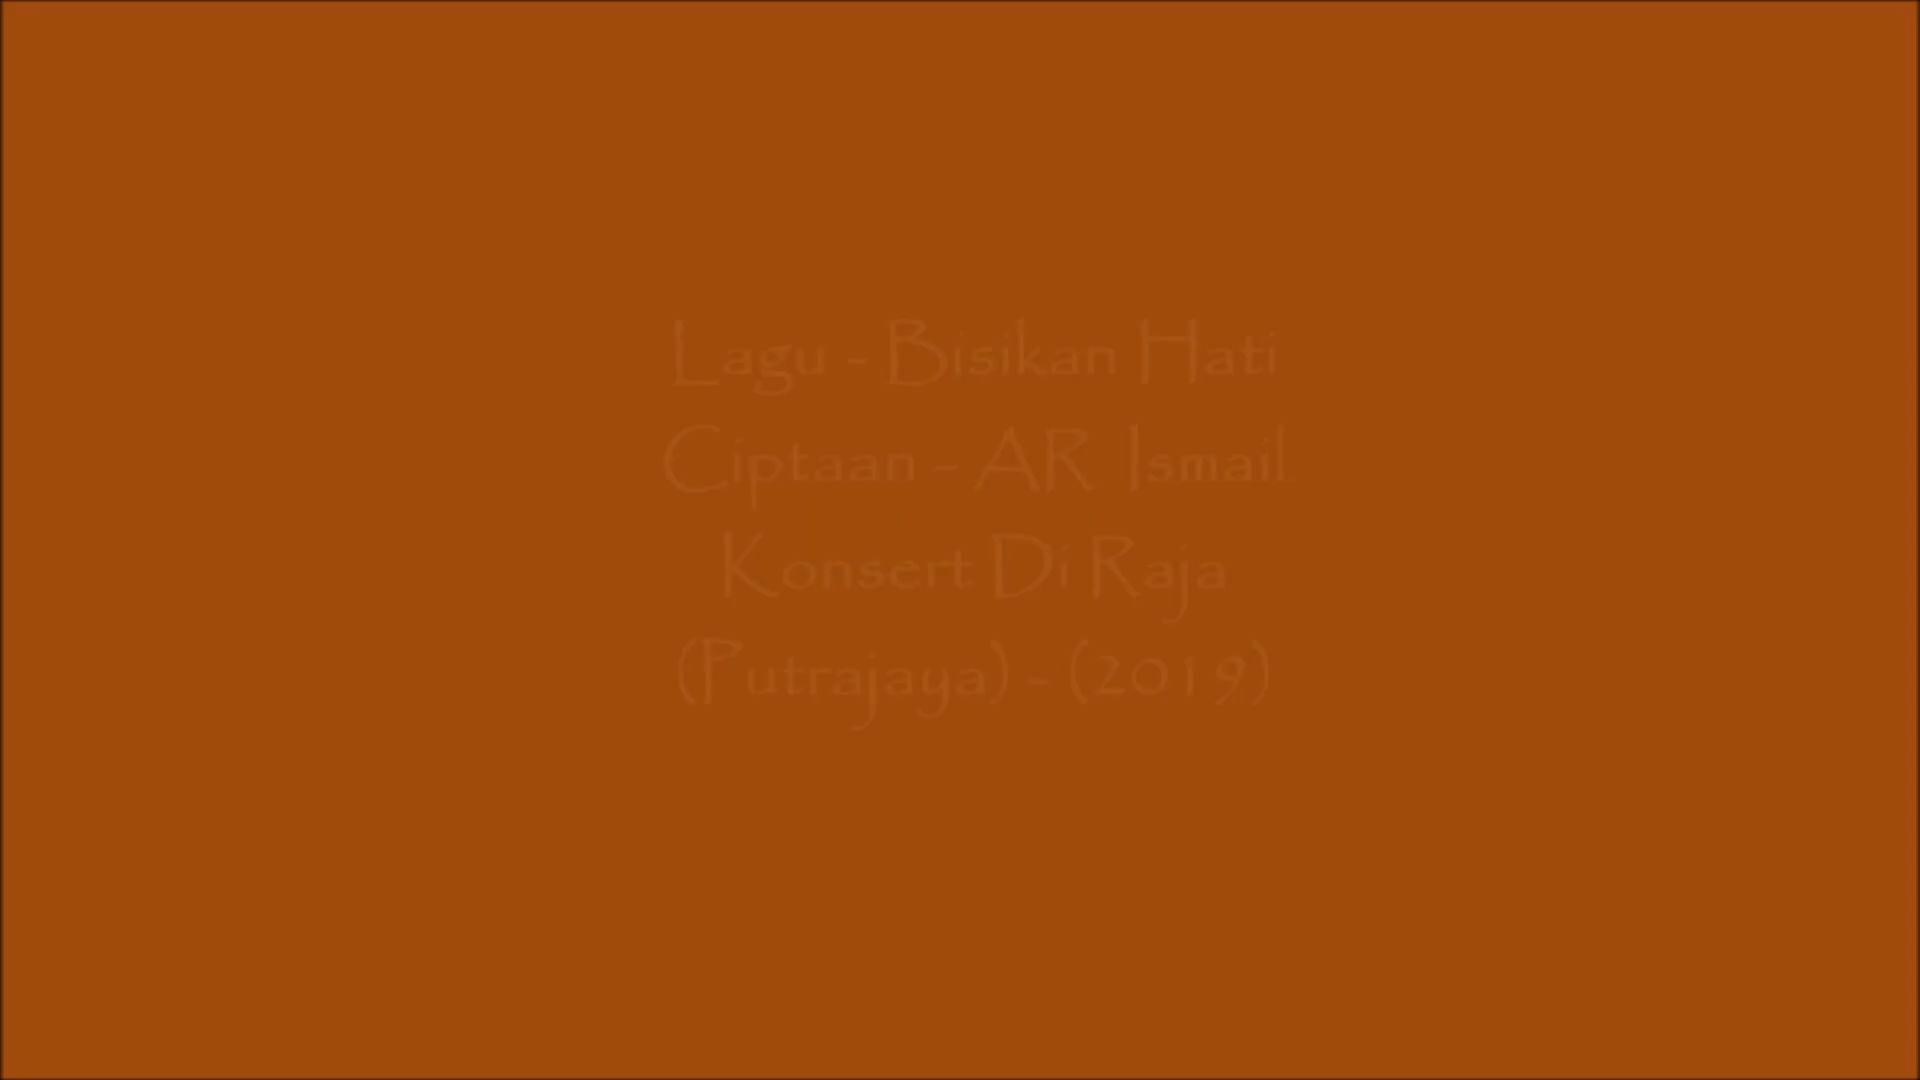 Lagu - Bisikan Hati
Ciptaan - AR Ismail
Konsert Di Raja
(Putrajaya) - (2019)